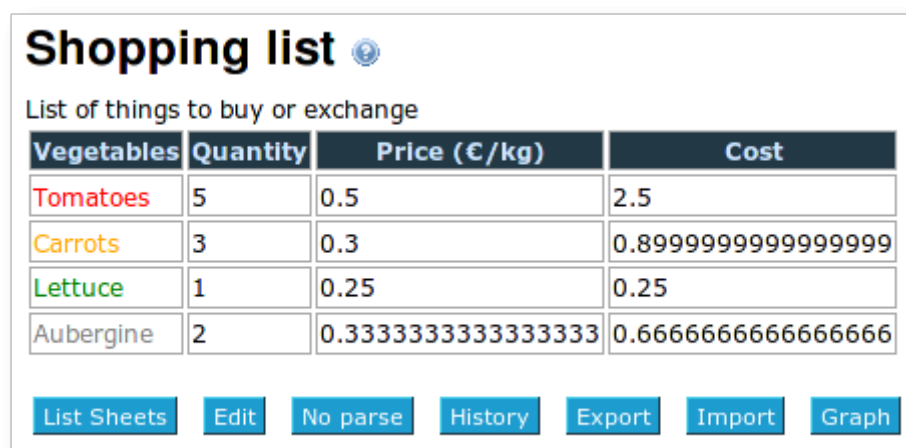 Shopping list
List of things to buy or exchange
Vegetables Quantity Price (€/kg) Cost
Tomatoes 5 0.5 2.5
Carrots 3 0.3 0.8999999999999999
Lettuce 1 0.25 0.25
Aubergine 2 0.3333333333333333 0.6666666666666666
List Sheets Edit No parse History Export Import Graph